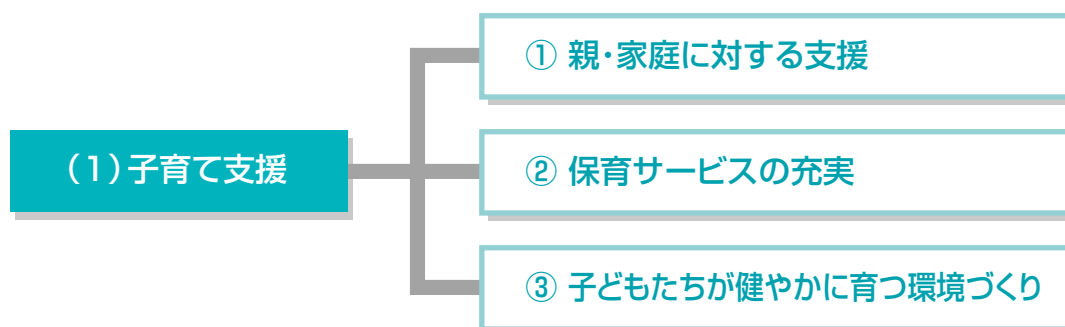 (1)子育て支援
① 親・家庭に対する支援
② 保育サービスの充実
③ 子どもたちが健やかに育つ環境づくり